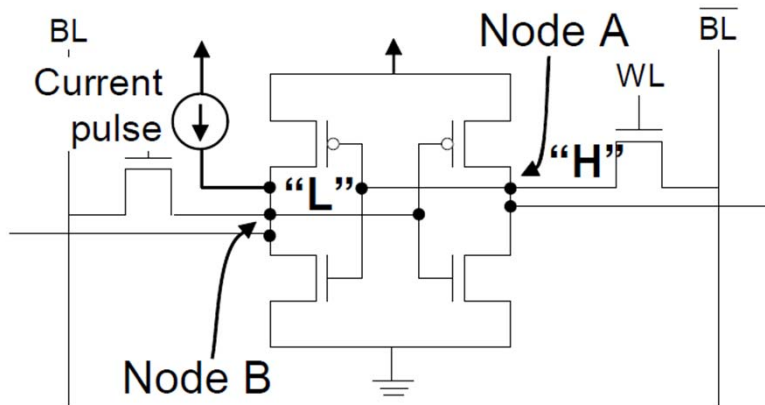 BL
Node A
BL
Current
pulse
WL
“H”
“L”
Node B